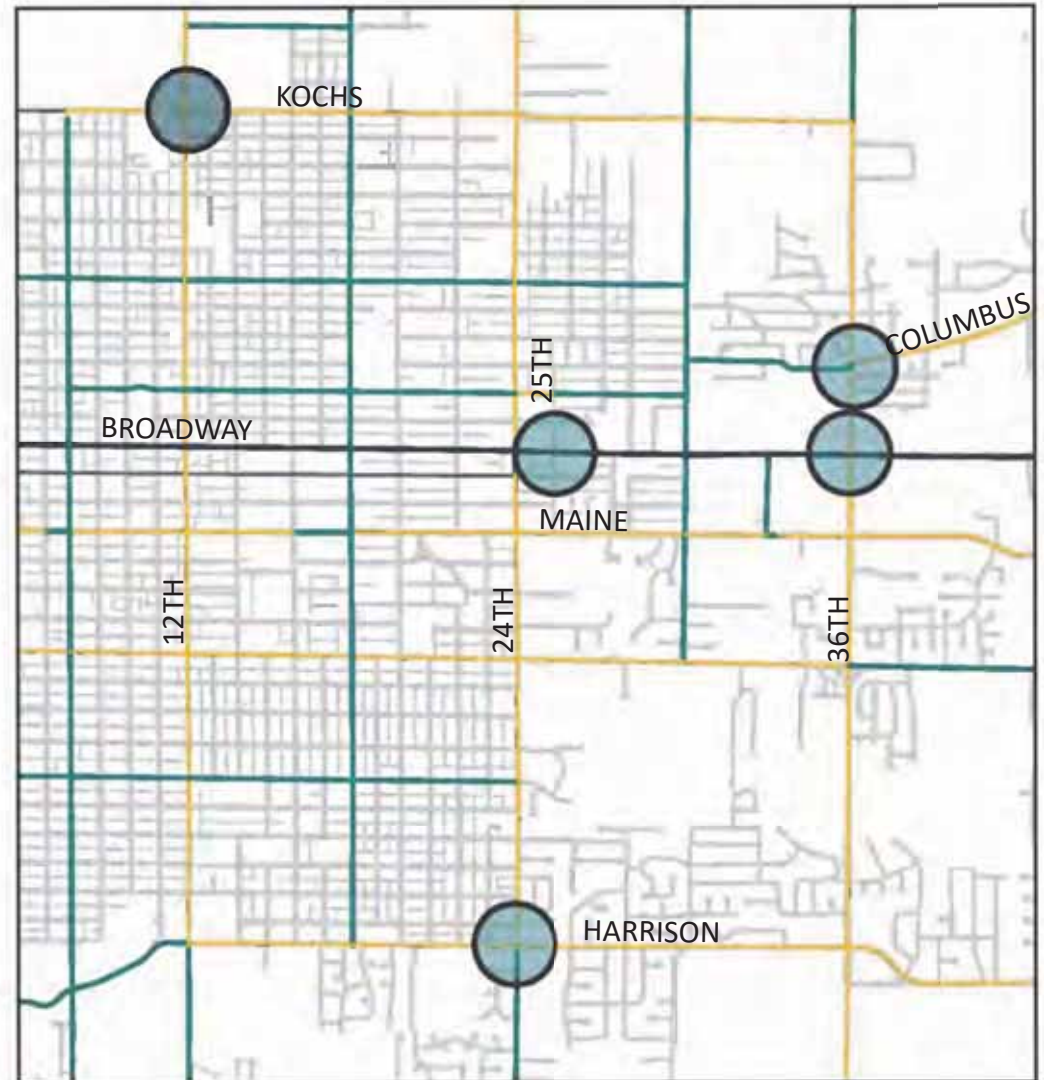 KOCHS
COLUMBUS
25TH
BROADWAY
MAINE
12TH
24TH
36TH
HARRISON